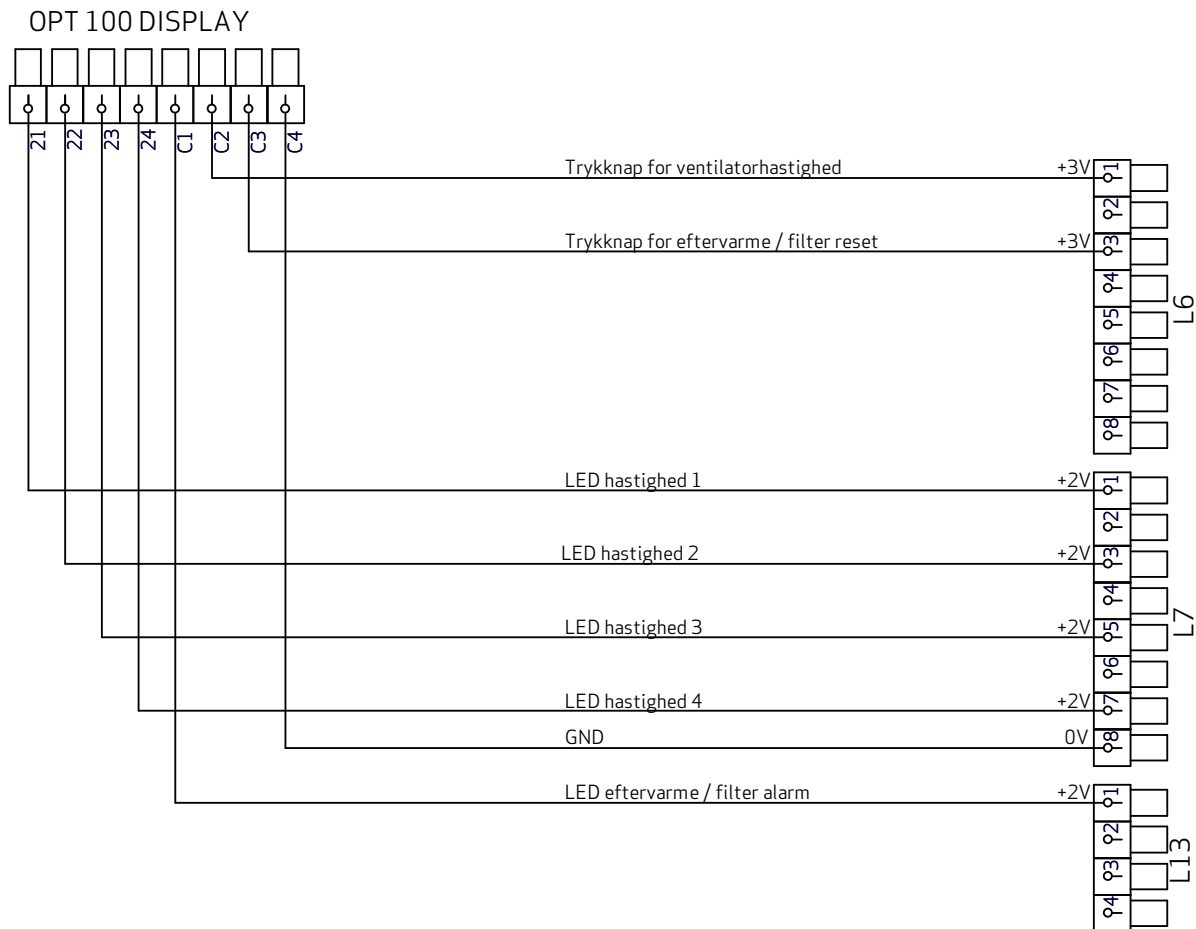 OPT 100 DISPLAY
21 22 23 24 C1 C2 C3 C4
Trykknap for ventilatorhastighed +3V 1
2
Trykknap for eftervarme / filter reset +3V 3
4
5
6
7
8
L6
LED hastighed 1 +2V 1
2
LED hastighed 2 +2V 3
4
LED hastighed 3 +2V 5
6
LED hastighed 4 +2V 7
GND 0V 8
L7
LED eftervarme / filter alarm +2V 1
2
3
4
L13